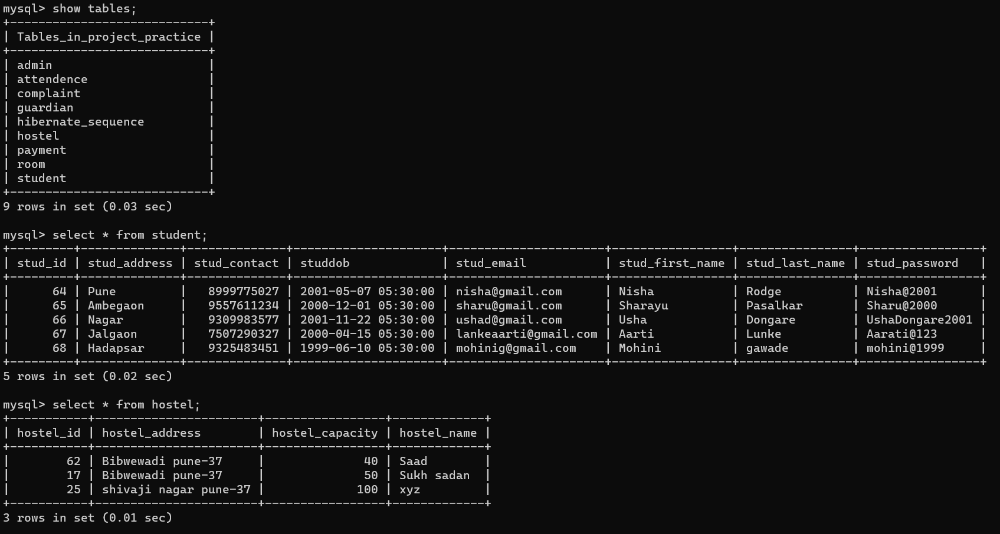 mysql> show tables;
+----------------------------+
| Tables_in_project_practice |
+----------------------------+
| admin                      |
| attendence                 |
| complaint                  |
| guardian                   |
| hibernate_sequence         |
| hostel                     |
| payment                    |
| room                       |
| student                    |
+----------------------------+
9 rows in set (0.03 sec)

mysql> select * from student;
+---------+--------------+--------------+---------------------+----------------------+-----------------+----------------+-----------------+
| stud_id | stud_address | stud_contact | studdob             | stud_email           | stud_first_name | stud_last_name | stud_password   |
+---------+--------------+--------------+---------------------+----------------------+-----------------+----------------+-----------------+
|      64 | Pune         |   8999775027 | 2001-05-07 05:30:00 | nisha@gmail.com      | Nisha           | Rodge          | Nisha@2001      |
|      65 | Ambegaon     |   9557611234 | 2000-12-01 05:30:00 | sharu@gmail.com      | Sharayu         | Pasalkar       | Sharu@2000      |
|      66 | Nagar        |   9309983577 | 2001-11-22 05:30:00 | ushad@gmail.com      | Usha            | Dongare        | UshaDongare2001 |
|      67 | Jalgaon      |   7507290327 | 2000-04-15 05:30:00 | lankeaarti@gmail.com | Aarti           | Lunke          | Aarati@123      |
|      68 | Hadapsar     |   9325483451 | 1999-06-10 05:30:00 | mohinig@gmail.com    | Mohini          | gawade         | mohini@1999     |
+---------+--------------+--------------+---------------------+----------------------+-----------------+----------------+-----------------+
5 rows in set (0.02 sec)

mysql> select * from hostel;
+-----------+-----------------------+-----------------+-------------+
| hostel_id | hostel_address        | hostel_capacity | hostel_name |
+-----------+-----------------------+-----------------+-------------+
|        62 | Bibwewadi pune-37     |              40 | Saad        |
|        17 | Bibwewadi pune-37     |              50 | Sukh sadan  |
|        25 | shivaji nagar pune-37 |             100 | xyz         |
+-----------+-----------------------+-----------------+-------------+
3 rows in set (0.01 sec)